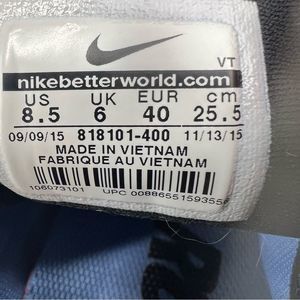 VT
nikebetterworld.com
US UK EUR cm
8.5 6 40 25.5
09/09/15 818101-400 11/13/15
MADE IN VIETNAM
FABRIQUE AU VIETNAM
106073101
UPC 00886551593556